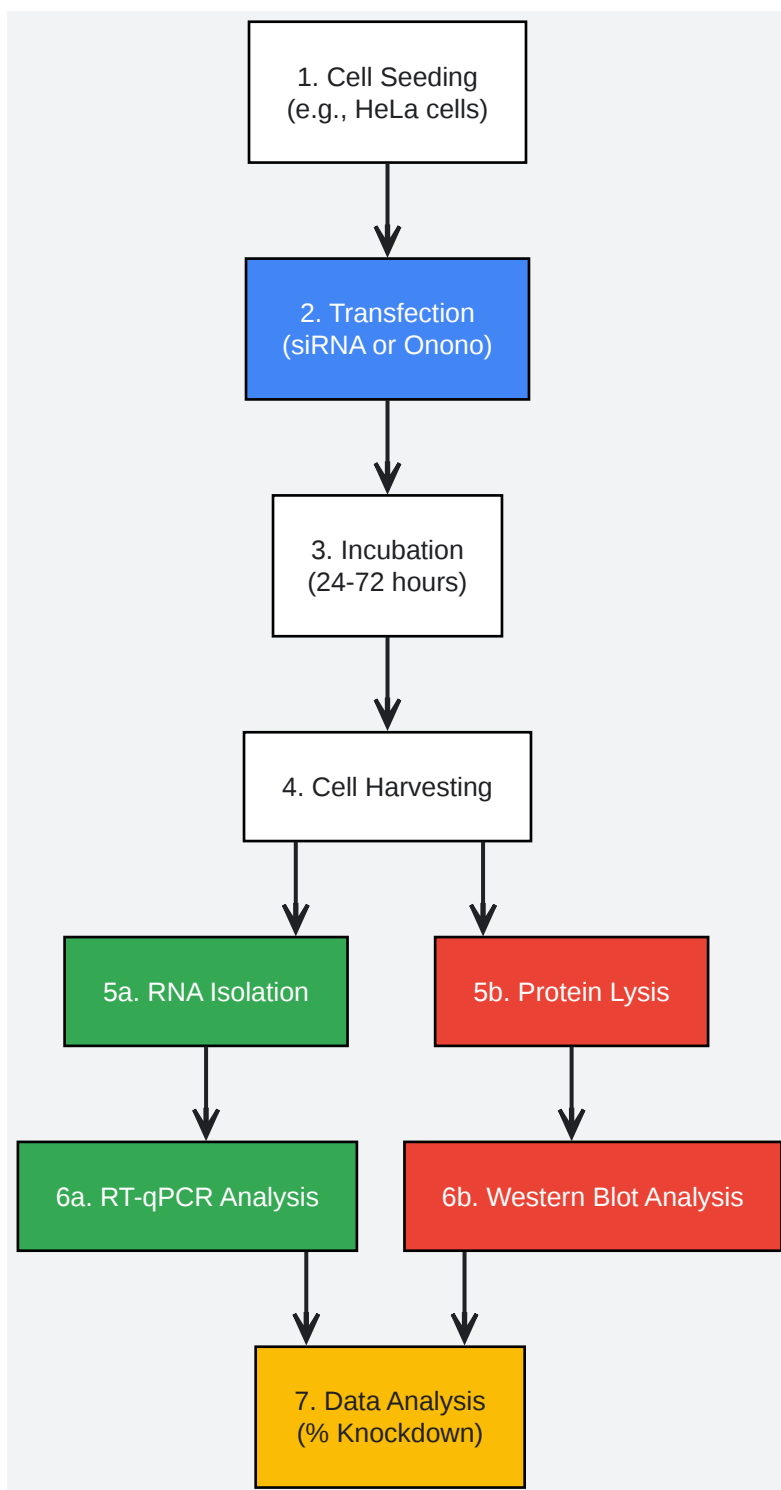 1. Cell Seeding
(e.g., HeLa cells)
2. Transfection
(siRNA or Onono)
3. Incubation
(24-72 hours)
4. Cell Harvesting
5a. RNA Isolation
5b. Protein Lysis
6a. RT-qPCR Analysis
6b. Western Blot Analysis
7. Data Analysis
(% Knockdown)